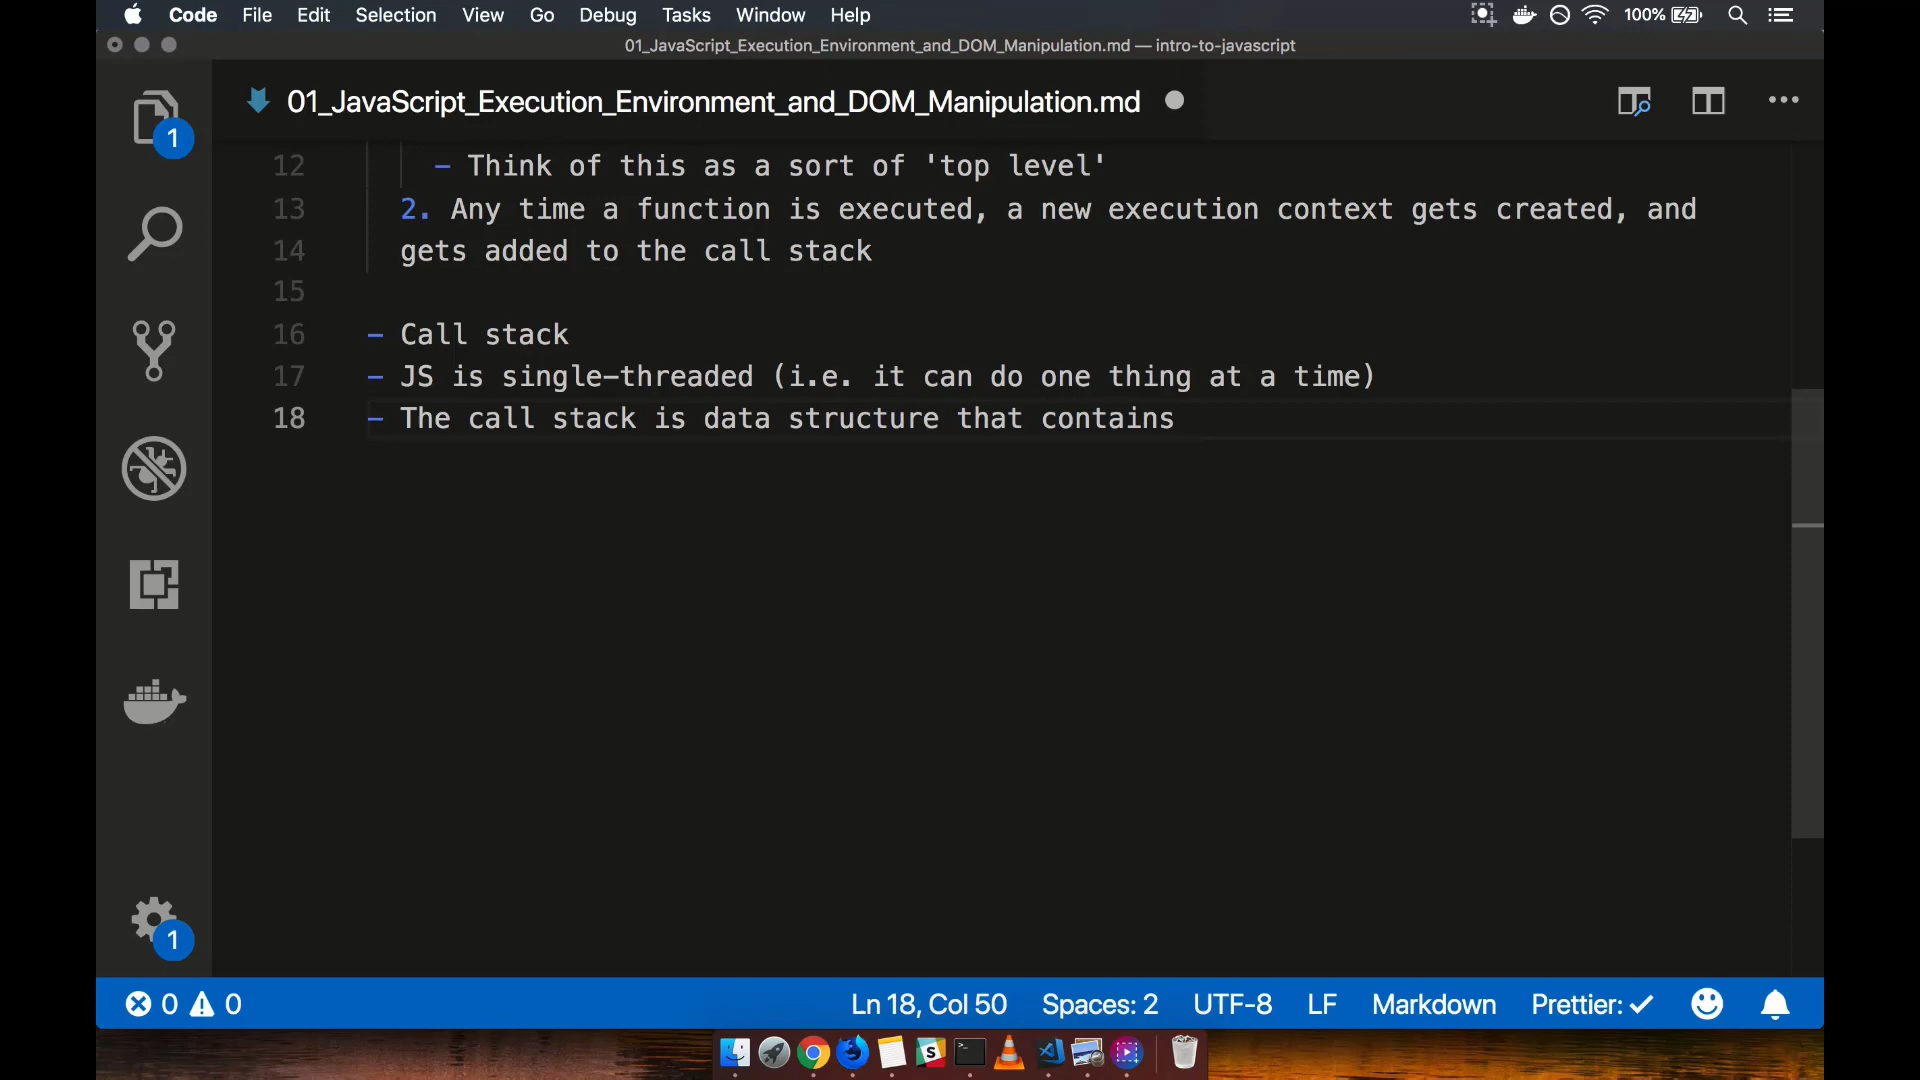 Code File Edit Selection View Go Debug Tasks Window Help 100%
01_JavaScript_Execution_Environment_and_DOM_Manipulation.md — intro-to-javascript
01_JavaScript_Execution_Environment_and_DOM_Manipulation.md
1
12 - Think of this as a sort of 'top level'
13 2. Any time a function is executed, a new execution context gets created, and
14 gets added to the call stack
15
16 - Call stack
17 - JS is single-threaded (i.e. it can do one thing at a time)
18 - The call stack is data structure that contains
1
0 0 Ln 18, Col 50 Spaces: 2 UTF-8 LF Markdown Prettier: ✓
S